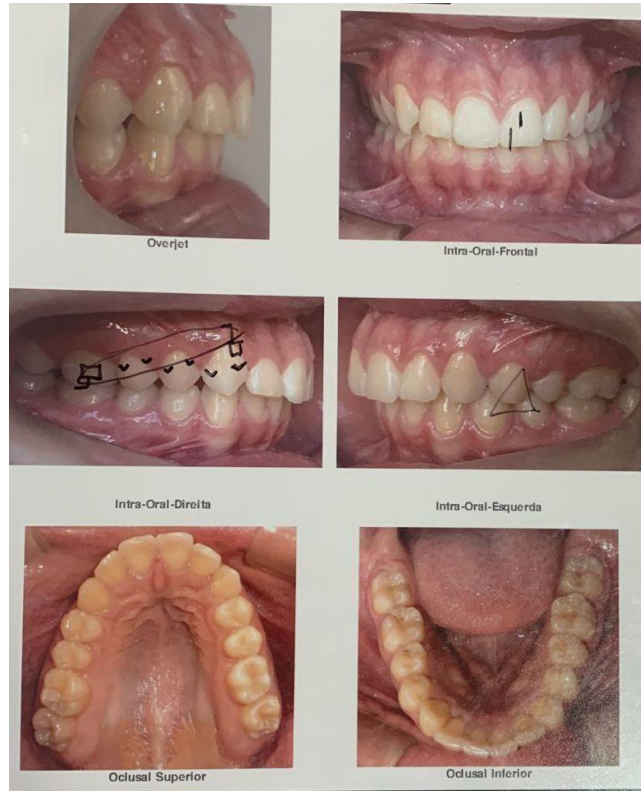 Overjet
Intra-Oral-Frontal
Intra-Oral-Direita
Intra-Oral-Esquerda
Oclusal Superior
Oclusal Inferior